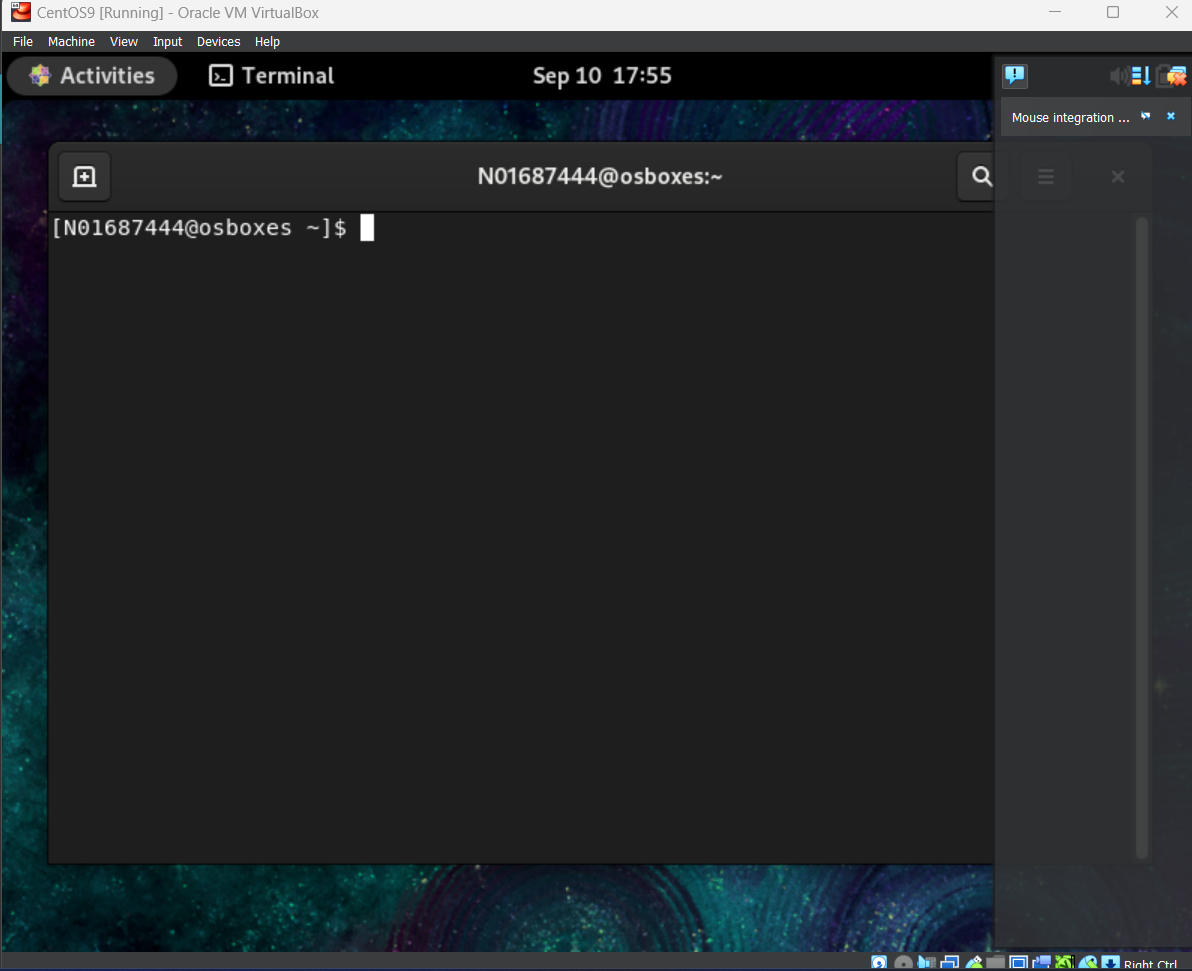 CentOS9 [Running] - Oracle VM VirtualBox
File Machine View Input Devices Help
Activities Terminal Sep 10 17:55
Mouse integration ...
N01687444@osboxes:~
[N01687444@osboxes ~]$
Right Ctrl